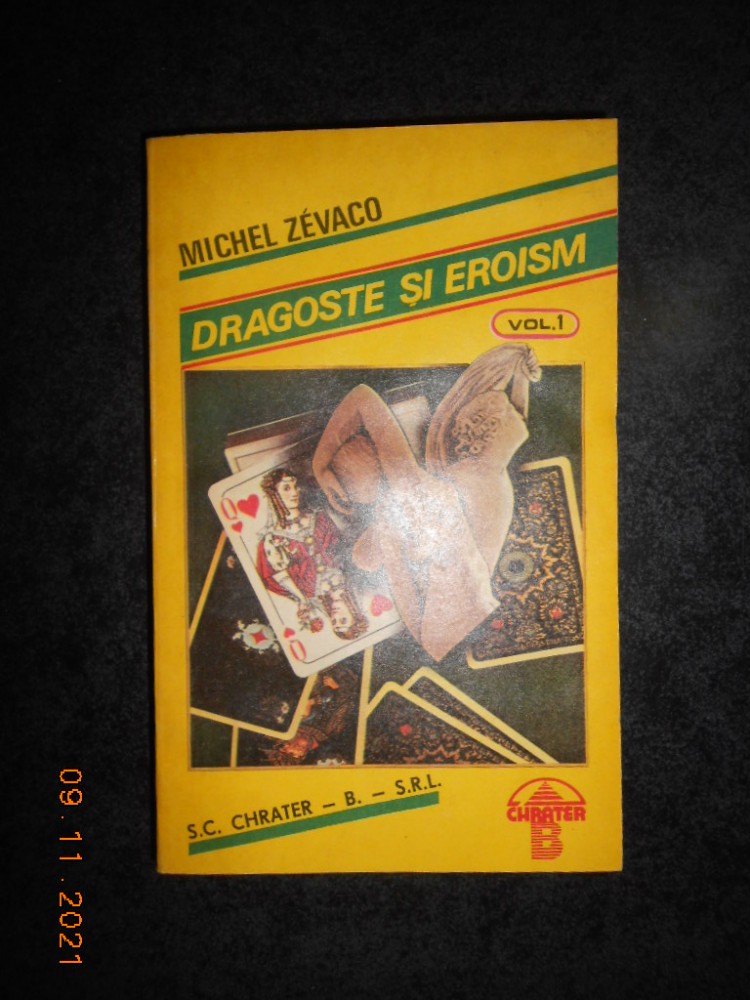 MICHEL ZÉVACO
DRAGOSTE ȘI EROISM
VOL.1
Q
Q
S.C. CHRATER – B. – S.R.L.
CHRATER
B
09.11.2021